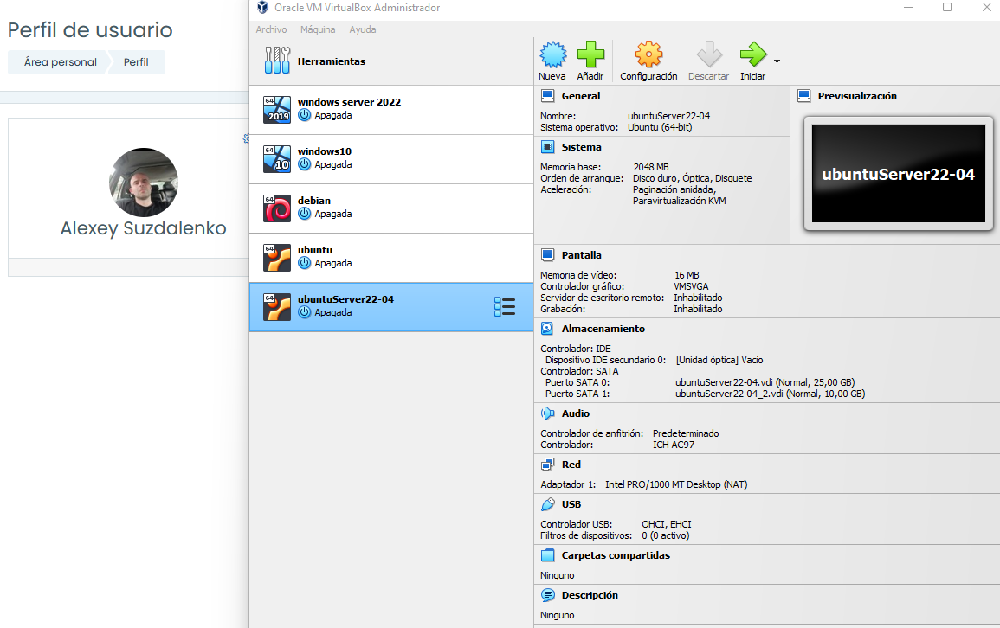 Perfil de usuario
Área personal
Perfil
Alexey Suzdalenko
Oracle VM VirtualBox Administrador
Archivo Máquina Ayuda
Herramientas
Nueva Añadir Configuración Descartar Iniciar
64
2019
windows server 2022
Apagada
64
10
windows10
Apagada
64
debian
Apagada
64
ubuntu
Apagada
64
ubuntuServer22-04
Apagada
General
Nombre: ubuntuServer22-04
Sistema operativo: Ubuntu (64-bit)
Sistema
Memoria base: 2048 MB
Orden de arranque: Disco duro, Óptica, Disquete
Aceleración: Paginación anidada,
Paravirtualización KVM
Previsualización
ubuntuServer22-04
Pantalla
Memoria de vídeo: 16 MB
Controlador gráfico: VMSVGA
Servidor de escritorio remoto: Inhabilitado
Grabación: Inhabilitado
Almacenamiento
Controlador: IDE
Dispositivo IDE secundario 0: [Unidad óptica] Vacío
Controlador: SATA
Puerto SATA 0: ubuntuServer22-04.vdi (Normal, 25,00 GB)
Puerto SATA 1: ubuntuServer22-04_2.vdi (Normal, 10,00 GB)
Audio
Controlador de anfitrión: Predeterminado
Controlador: ICH AC97
Red
Adaptador 1: Intel PRO/1000 MT Desktop (NAT)
USB
Controlador USB: OHCI, EHCI
Filtros de dispositivos: 0 (0 activo)
Carpetas compartidas
Ninguno
Descripción
Ninguno